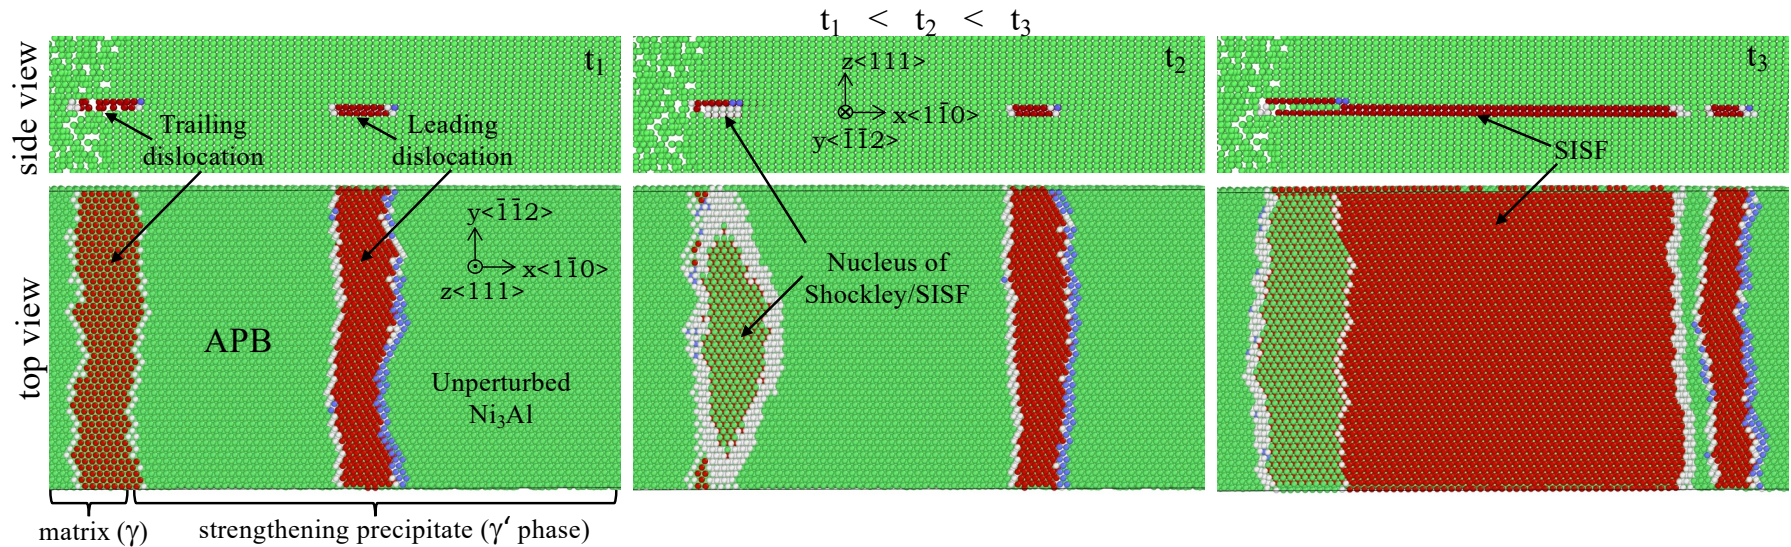 t₁ < t₂ < t₃
side view
t₁
Trailing
dislocation
Leading
dislocation
t₂
z<111>
x<11̅0>
y<1̅1̅2>
t₃
SISF
top view
y<1̅1̅2>
x<11̅0>
z<111>
APB
Unperturbed
Ni₃Al
Nucleus of
Shockley/SISF
matrix (γ)
strengthening precipitate (γ‘ phase)